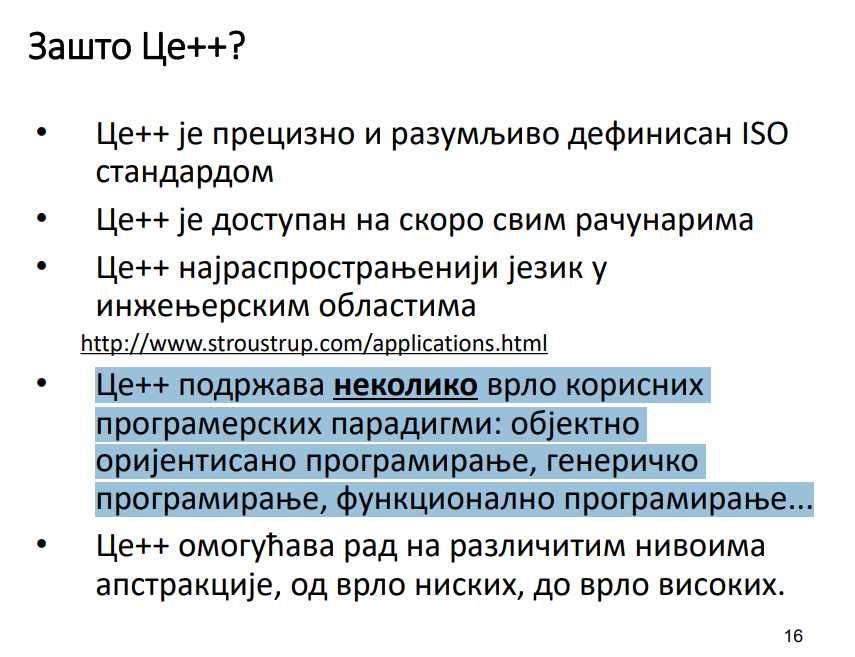 Зашто Це++?
• Це++ је прецизно и разумљиво дефинисан ISO
стандардом
• Це++ је доступан на скоро свим рачунарима
• Це++ најраспрострањенији језик у
инжењерским областима
http://www.stroustrup.com/applications.html
• Це++ подржава неколико врло корисних
програмерских парадигми: објектно
оријентисано програмирање, генеричко
програмирање, функционално програмирање...
• Це++ омогућава рад на различитим нивоима
апстракције, од врло ниских, до врло високих.
16